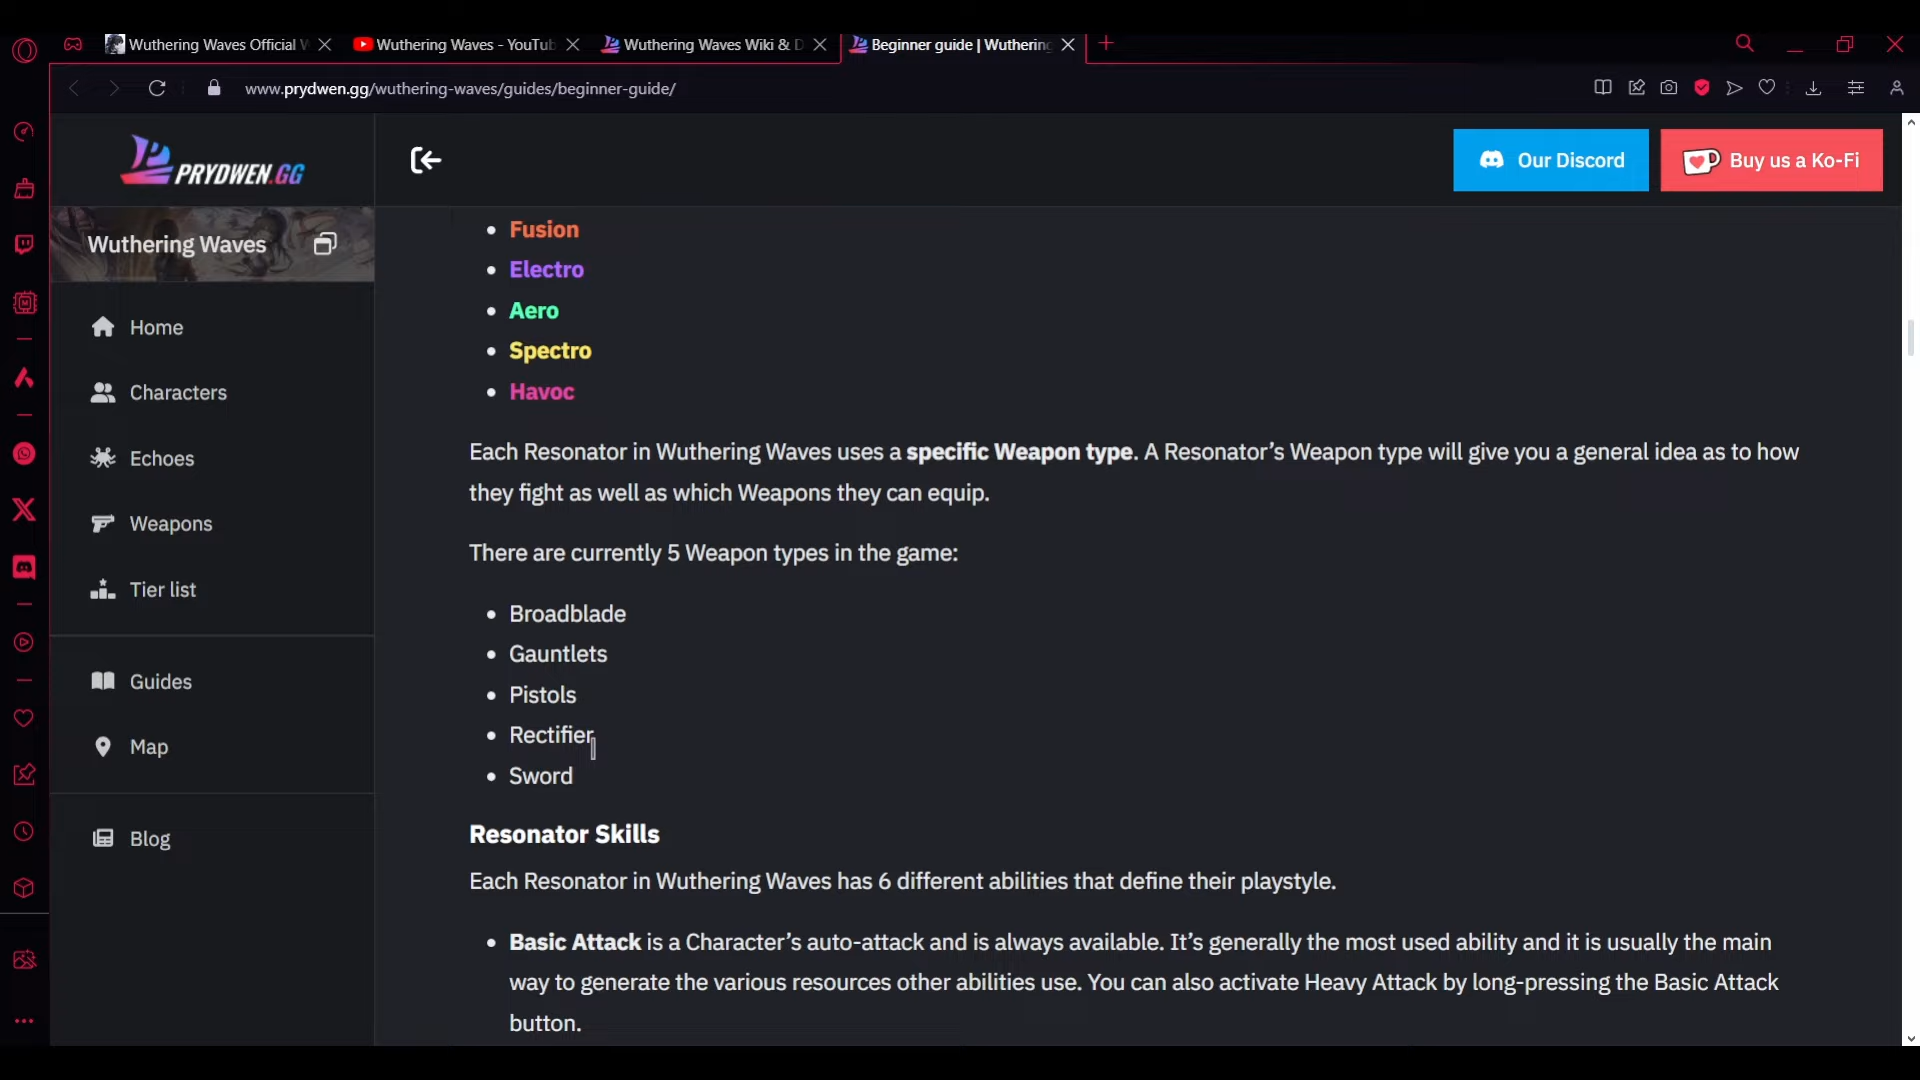 Wuthering Waves Official W
Wuthering Waves - YouTub
Wuthering Waves Wiki & D
Beginner guide | Wuthering
www.prydwen.gg/wuthering-waves/guides/beginner-guide/
PRYDWEN.GG
Our Discord
Buy us a Ko-Fi
Wuthering Waves
Home
Characters
Echoes
Weapons
Tier list
Guides
Map
Blog
• Fusion
• Electro
• Aero
• Spectro
• Havoc
Each Resonator in Wuthering Waves uses a specific Weapon type. A Resonator’s Weapon type will give you a general idea as to how
they fight as well as which Weapons they can equip.
There are currently 5 Weapon types in the game:
• Broadblade
• Gauntlets
• Pistols
• Rectifier
• Sword
Resonator Skills
Each Resonator in Wuthering Waves has 6 different abilities that define their playstyle.
• Basic Attack is a Character’s auto-attack and is always available. It’s generally the most used ability and it is usually the main
way to generate the various resources other abilities use. You can also activate Heavy Attack by long-pressing the Basic Attack
button.